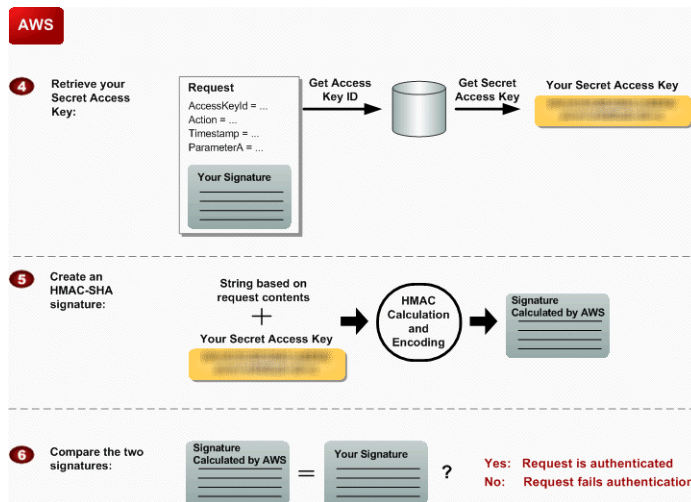 AWS
4 Retrieve your
Secret Access
Key:
Request
AccessKeyId = ...
Action = ...
Timestamp = ...
ParameterA = ...
Your Signature
Get Access
Key ID
Get Secret
Access Key
Your Secret Access Key
5 Create an
HMAC-SHA
signature:
String based on
request contents
+
Your Secret Access Key
HMAC
Calculation
and
Encoding
Signature
Calculated by AWS
6 Compare the two
signatures:
Signature
Calculated by AWS
=
Your Signature
?
Yes: Request is authenticated
No: Request fails authentication